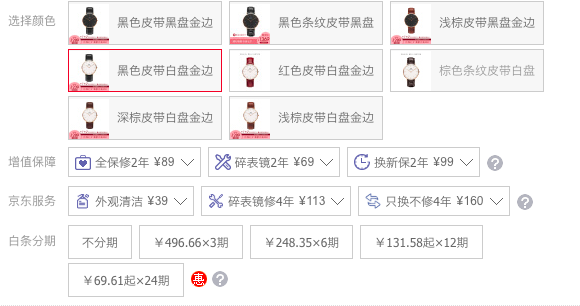 选择颜色 黑色皮带黑盘金边 黑色条纹皮带黑盘 浅棕皮带黑盘金边
黑色皮带白盘金边 红色皮带白盘金边 棕色条纹皮带白盘
深棕皮带白盘金边 浅棕皮带白盘金边
增值保障 全保修2年 ¥89 碎表镜2年 ¥69 换新保2年 ¥99 ?
京东服务 外观清洁 ¥39 碎表镜修4年 ¥113 只换不修4年 ¥160 ?
白条分期 不分期 ¥496.66×3期 ¥248.35×6期 ¥131.58起×12期
¥69.61起×24期 惠 ?